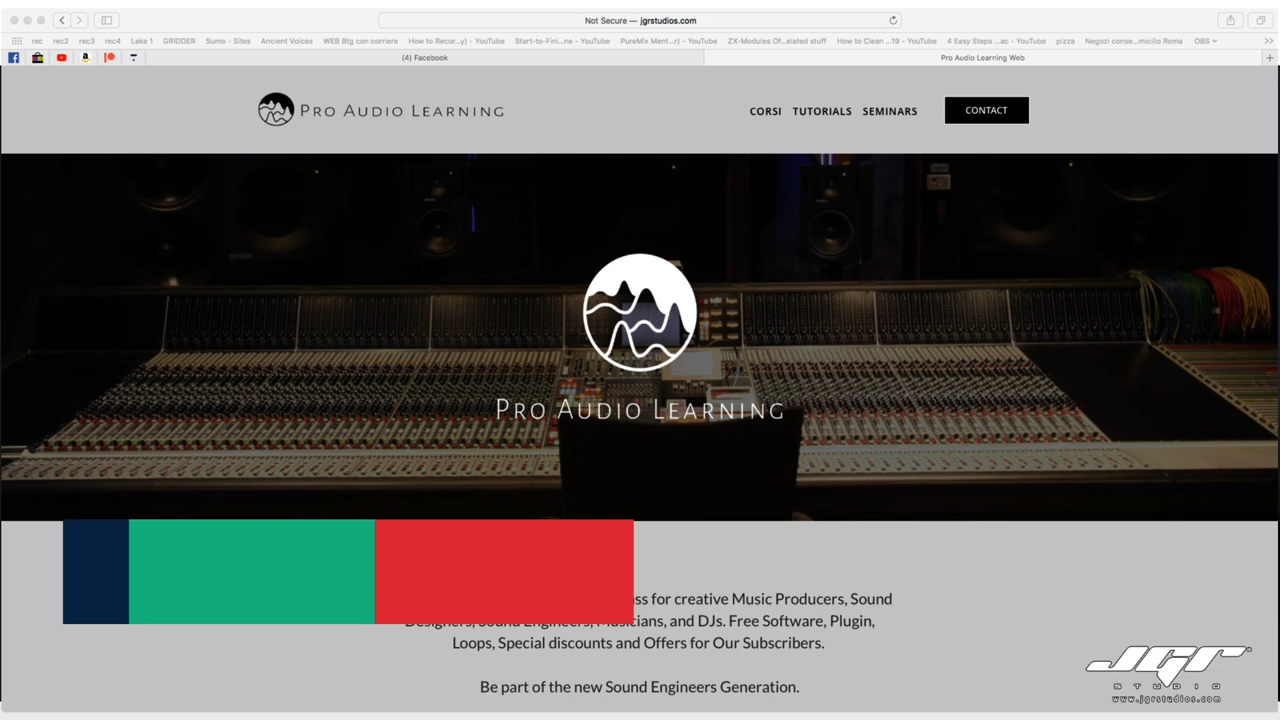 Not Secure — jgrstudios.com
rec rec2 rec3 rec4 Lake 1 GRIDDER Sumo - Sites Ancient Voices WEB Btg con corriere How to Recor...y) - YouTube Start-to-Fini...ne - YouTube PureMix Ment...r) - YouTube ZX-Modules Of...elated stuff How to Clean ...19 - YouTube 4 Easy Steps ...ac - YouTube pizza Negozi conse...micilio Roma OBS
(4) Facebook Pro Audio Learning Web
PRO AUDIO LEARNING CORSI TUTORIALS SEMINARS CONTACT
PRO AUDIO LEARNING
ss for creative Music Producers, Sound
Designers, Sound Engineers, Musicians, and DJs. Free Software, Plugin,
Loops, Special discounts and Offers for Our Subscribers.
Be part of the new Sound Engineers Generation.
JGR
STUDIO
www.jgrstudios.com